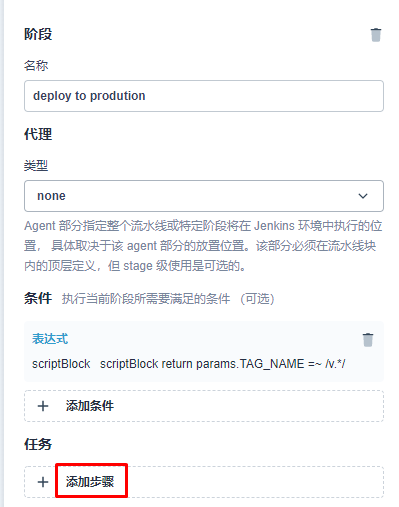 阶段
名称
deploy to prodution
代理
类型
none
Agent 部分指定整个流水线或特定阶段将在 Jenkins 环境中执行的位
置， 具体取决于该 agent 部分的放置位置。该部分必须在流水线块
内的顶层定义，但 stage 级使用是可选的。
条件 执行当前阶段所需要满足的条件 （可选）
表达式
scriptBlock scriptBlock return params.TAG_NAME =~ /v.*/
添加条件
任务
添加步骤